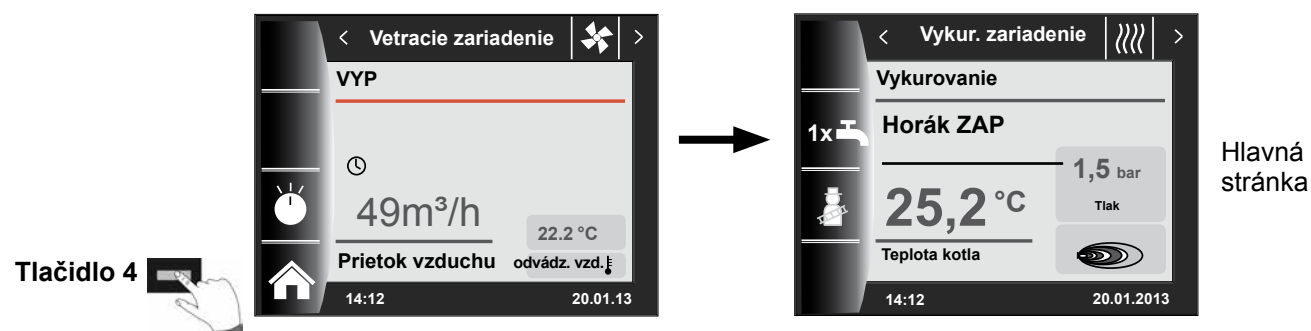 Vetracie zariadenie
VYP
49m³/h
22.2 °C
Prietok vzduchu odvádz. vzd.
14:12 20.01.13
Tlačidlo 4
Vykur. zariadenie
Vykurovanie
1x
Horák ZAP
1,5 bar
Tlak
25,2 °C
Teplota kotla
14:12 20.01.2013
Hlavná
stránka